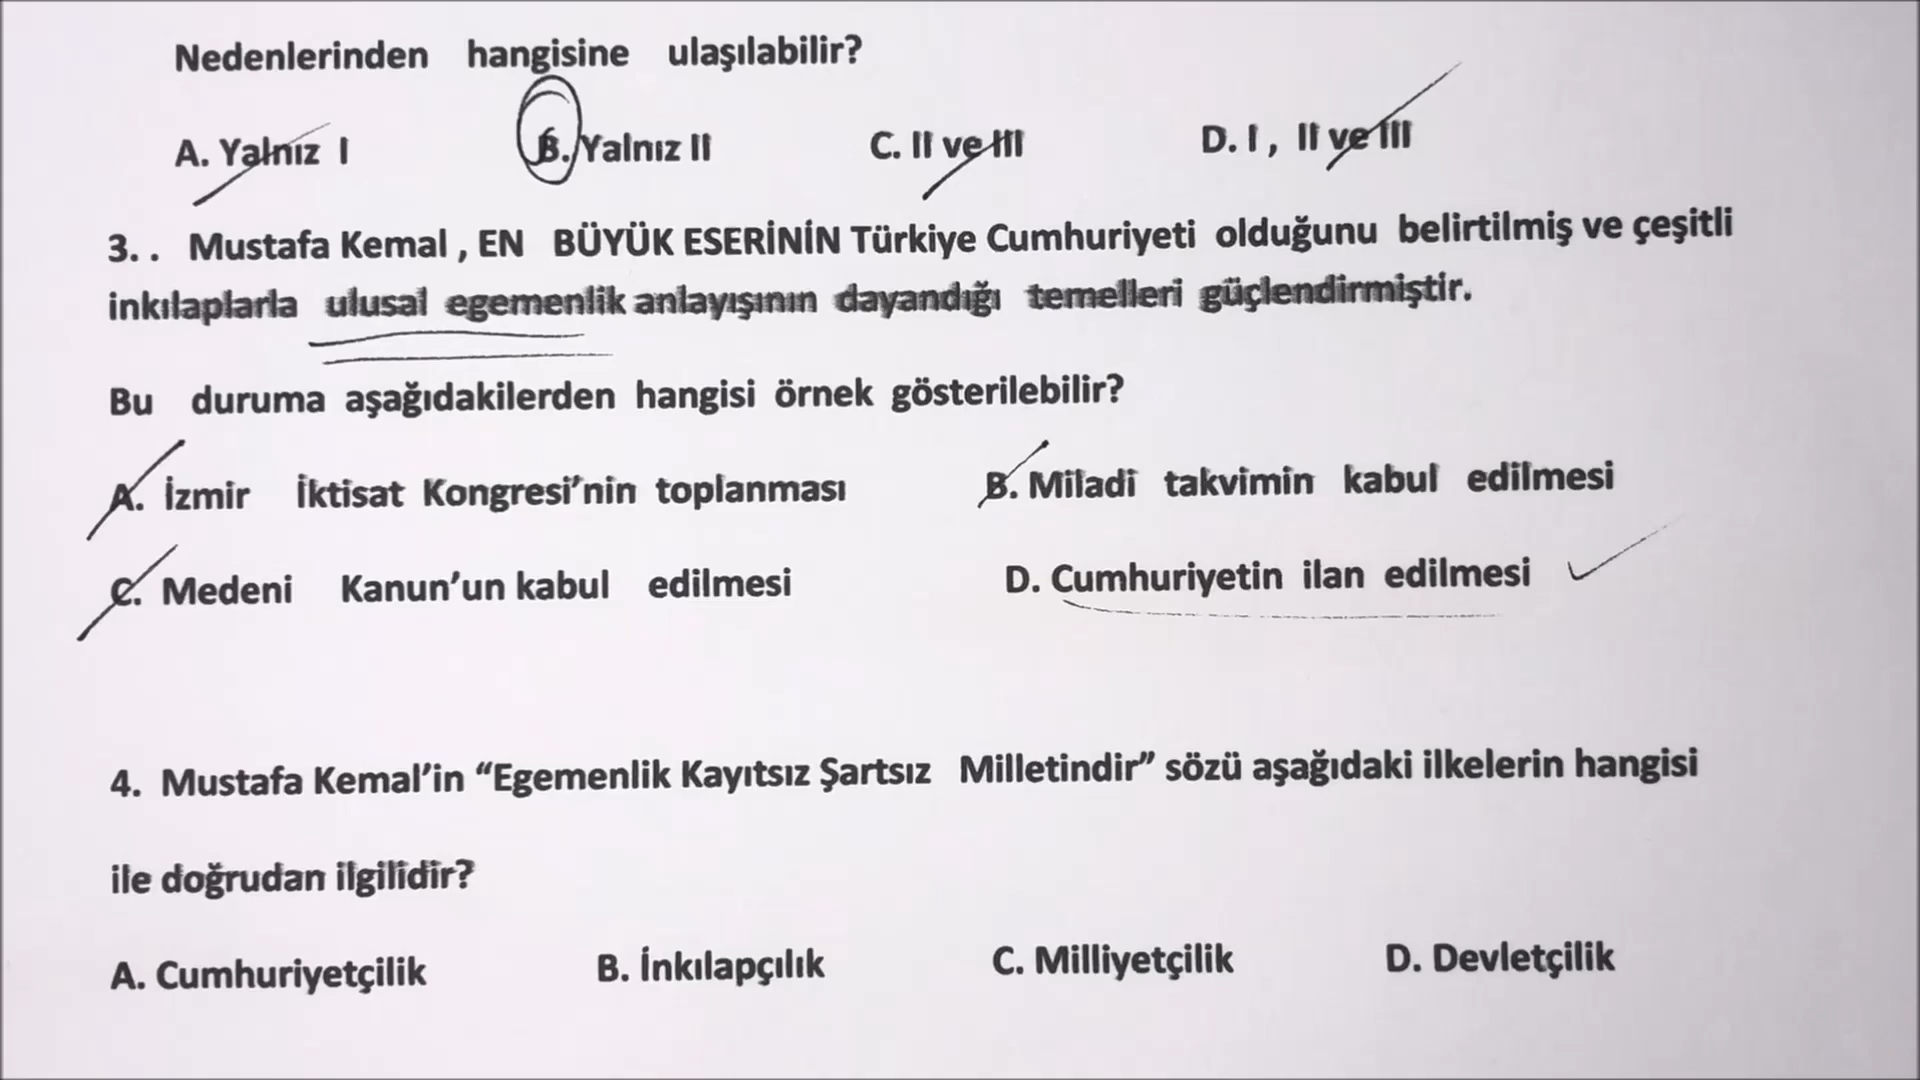 Nedenlerinden hangisine ulaşılabilir?
A. Yalnız I B. Yalnız II C. II ve III D. I , II ve III
3. . Mustafa Kemal , EN BÜYÜK ESERİNİN Türkiye Cumhuriyeti olduğunu belirtilmiş ve çeşitli
inkılaplarla ulusal egemenlik anlayışının dayandığı temelleri güçlendirmiştir.
Bu duruma aşağıdakilerden hangisi örnek gösterilebilir?
A. İzmir İktisat Kongresi’nin toplanması B. Miladi takvimin kabul edilmesi
C. Medeni Kanun’un kabul edilmesi D. Cumhuriyetin ilan edilmesi
4. Mustafa Kemal’in “Egemenlik Kayıtsız Şartsız Milletindir” sözü aşağıdaki ilkelerin hangisi
ile doğrudan ilgilidir?
A. Cumhuriyetçilik B. İnkılapçılık C. Milliyetçilik D. Devletçilik